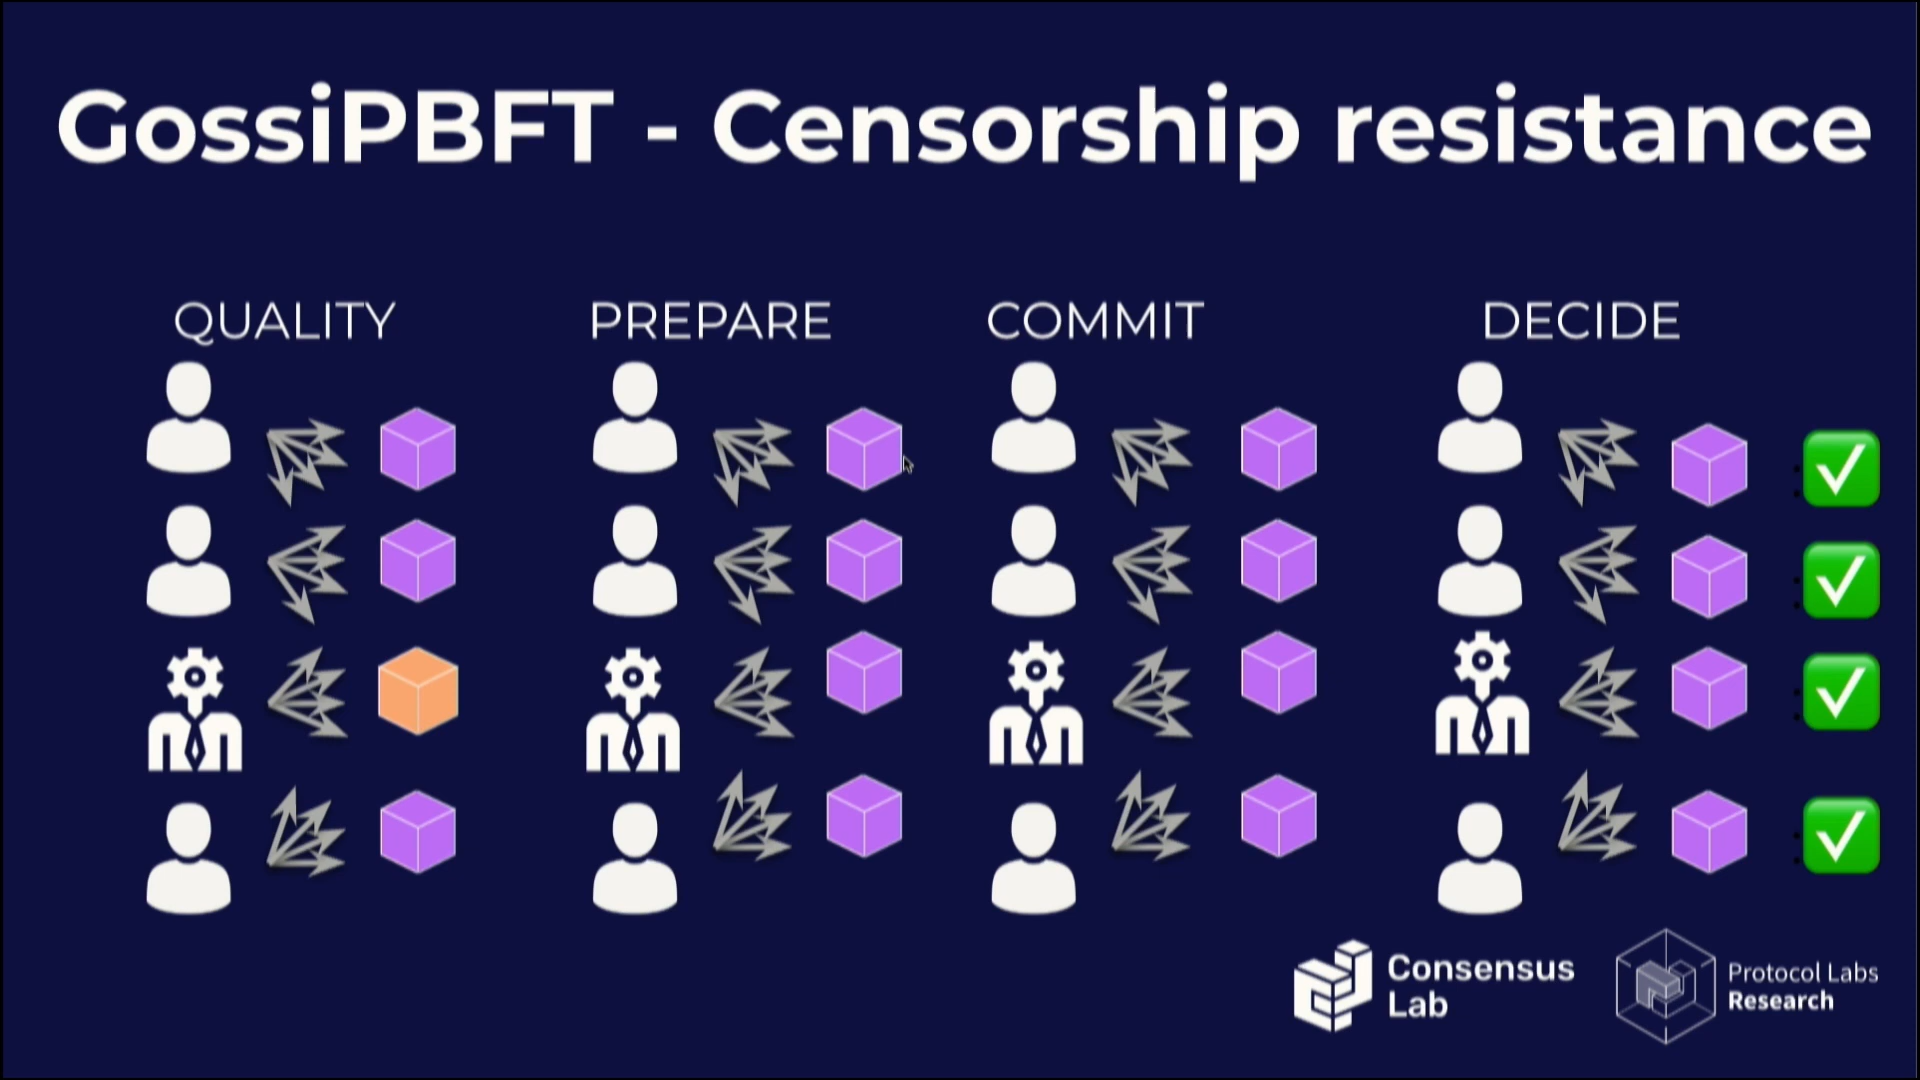 GossiPBFT - Censorship resistance
QUALITY
PREPARE
COMMIT
DECIDE
Consensus
Lab
Protocol Labs
Research